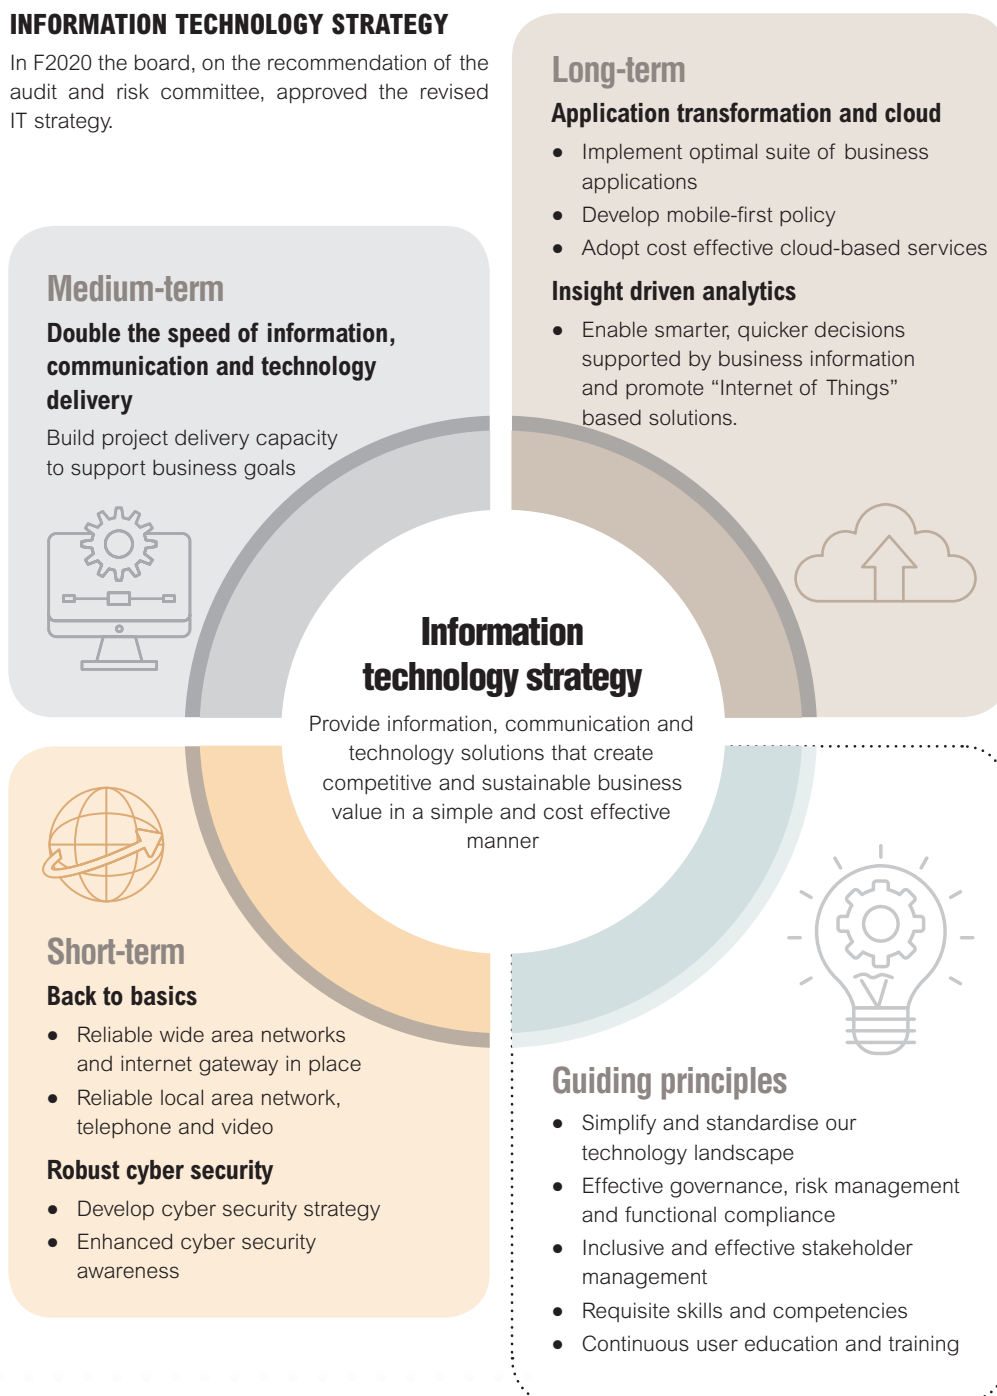 INFORMATION TECHNOLOGY STRATEGY
In F2020 the board, on the recommendation of the
audit and risk committee, approved the revised
IT strategy.
Long-term
Application transformation and cloud
● Implement optimal suite of business
applications
● Develop mobile-first policy
● Adopt cost effective cloud-based services
Insight driven analytics
● Enable smarter, quicker decisions
supported by business information
and promote “Internet of Things”
based solutions.
Medium-term
Double the speed of information,
communication and technology
delivery
Build project delivery capacity
to support business goals
Information
technology strategy
Provide information, communication and
technology solutions that create
competitive and sustainable business
value in a simple and cost effective
manner
Short-term
Back to basics
● Reliable wide area networks
and internet gateway in place
● Reliable local area network,
telephone and video
Robust cyber security
● Develop cyber security strategy
● Enhanced cyber security
awareness
Guiding principles
● Simplify and standardise our
technology landscape
● Effective governance, risk management
and functional compliance
● Inclusive and effective stakeholder
management
● Requisite skills and competencies
● Continuous user education and training